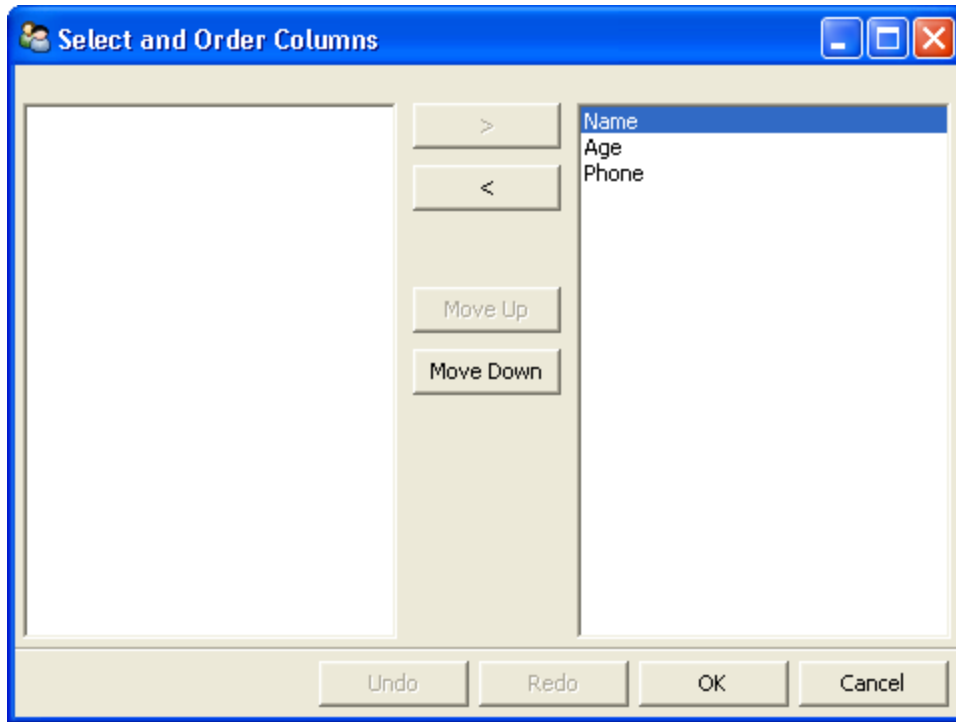 Select and Order Columns
>
<
Move Up
Move Down
Name
Age
Phone
Undo
Redo
OK
Cancel